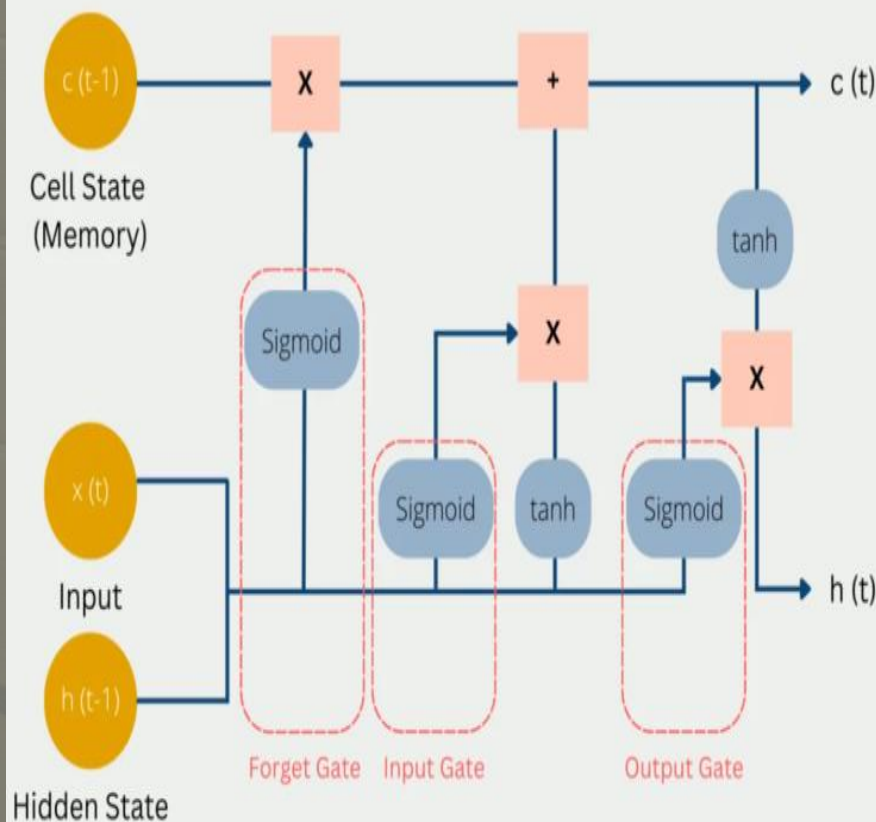 c (t-1)
X
+
c (t)
Cell State
(Memory)
tanh
Sigmoid
X
X
x (t)
Sigmoid
tanh
Sigmoid
Input
h (t)
h (t-1)
Forget Gate
Input Gate
Output Gate
Hidden State